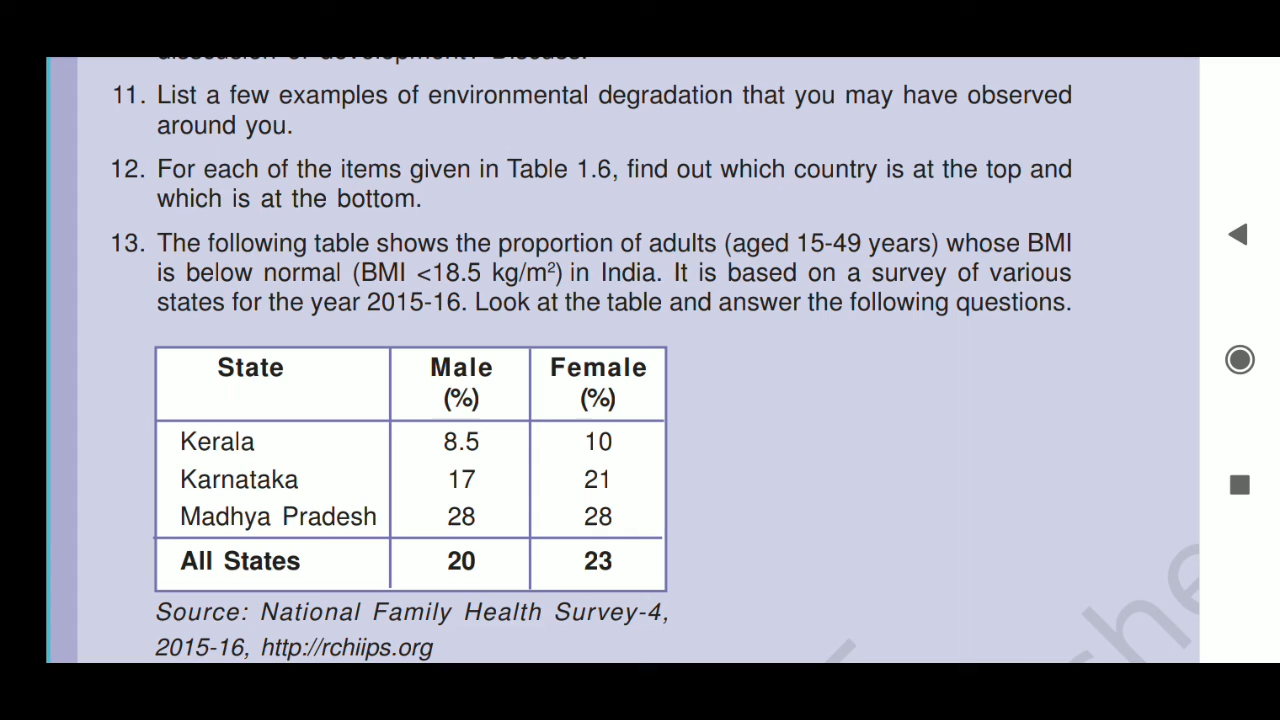 discussion of development? Discuss.
11. List a few examples of environmental degradation that you may have observed
around you.
12. For each of the items given in Table 1.6, find out which country is at the top and
which is at the bottom.
13. The following table shows the proportion of adults (aged 15-49 years) whose BMI
is below normal (BMI <18.5 kg/m²) in India. It is based on a survey of various
states for the year 2015-16. Look at the table and answer the following questions.
State Male Female
(%) (%)
Kerala 8.5 10
Karnataka 17 21
Madhya Pradesh 28 28
All States 20 23
Source: National Family Health Survey-4,
2015-16, http://rchiips.org